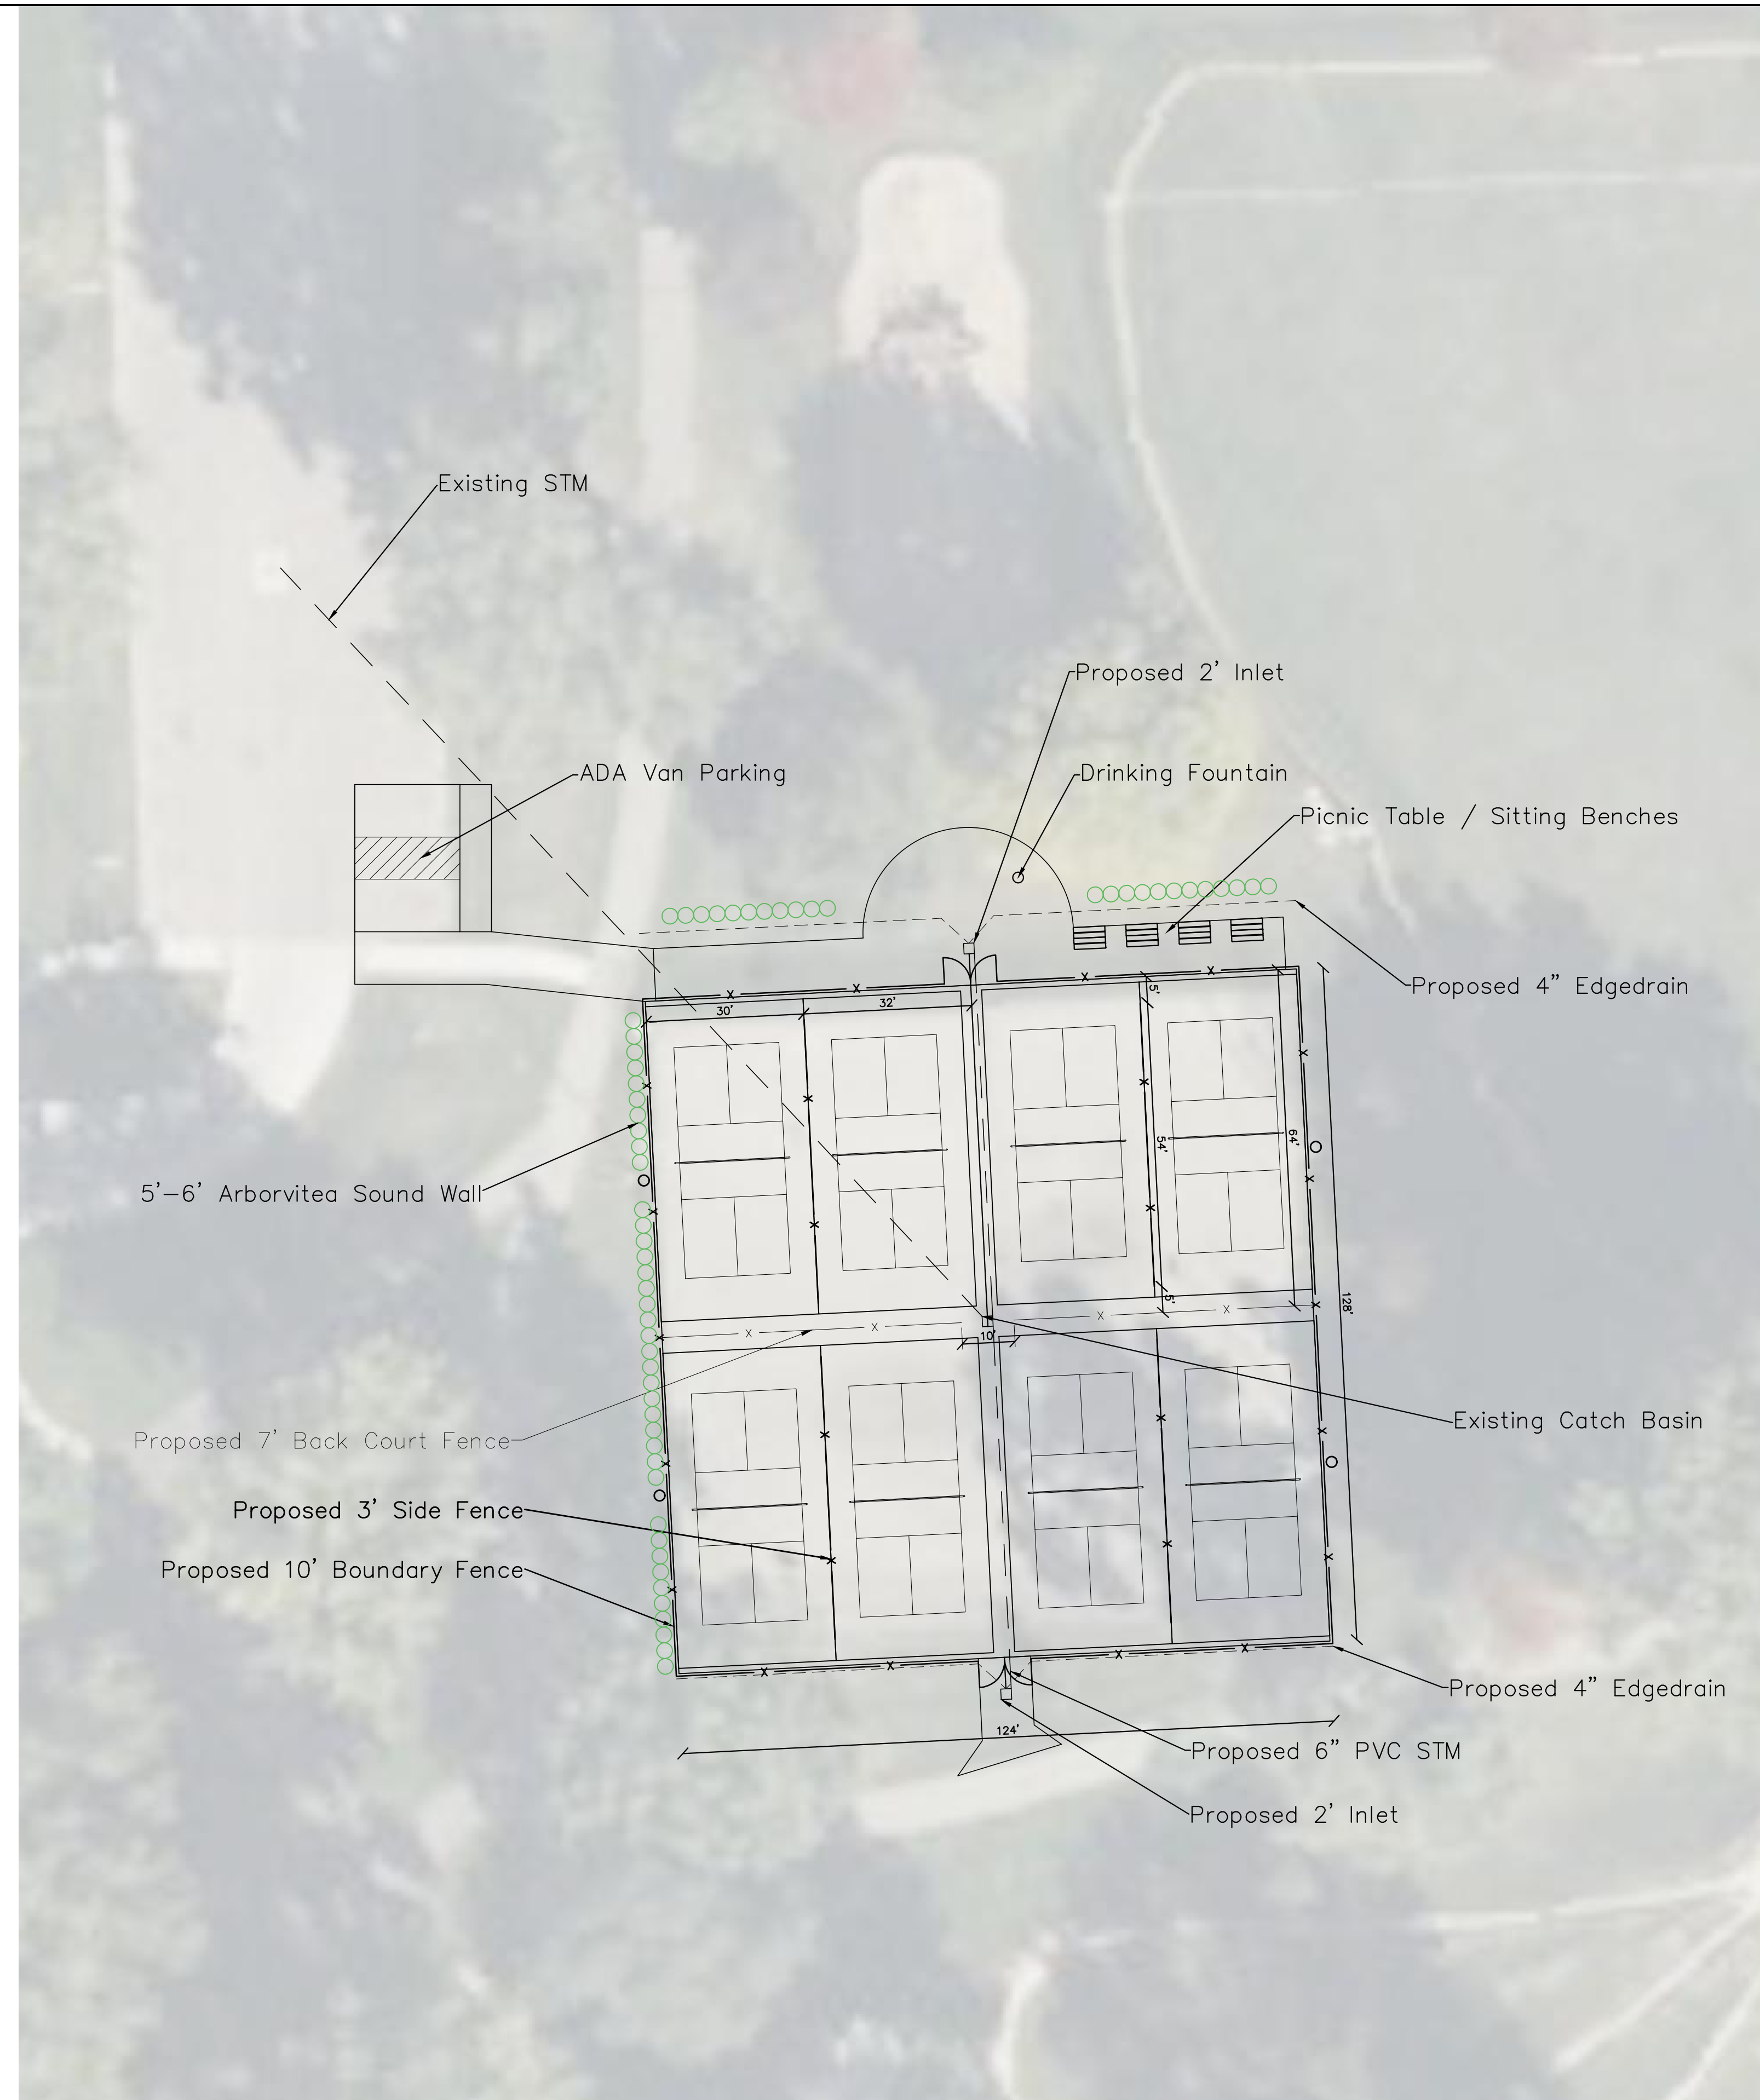 Existing STM
Proposed 2' Inlet
ADA Van Parking
Drinking Fountain
Picnic Table / Sitting Benches
Proposed 4" Edgedrain
30'
32'
5'
54'
64'
5'-6' Arborvitea Sound Wall
5'
128'
10'
Existing Catch Basin
Proposed 7' Back Court Fence
Proposed 3' Side Fence
Proposed 10' Boundary Fence
Proposed 4" Edgedrain
124'
Proposed 6" PVC STM
Proposed 2' Inlet